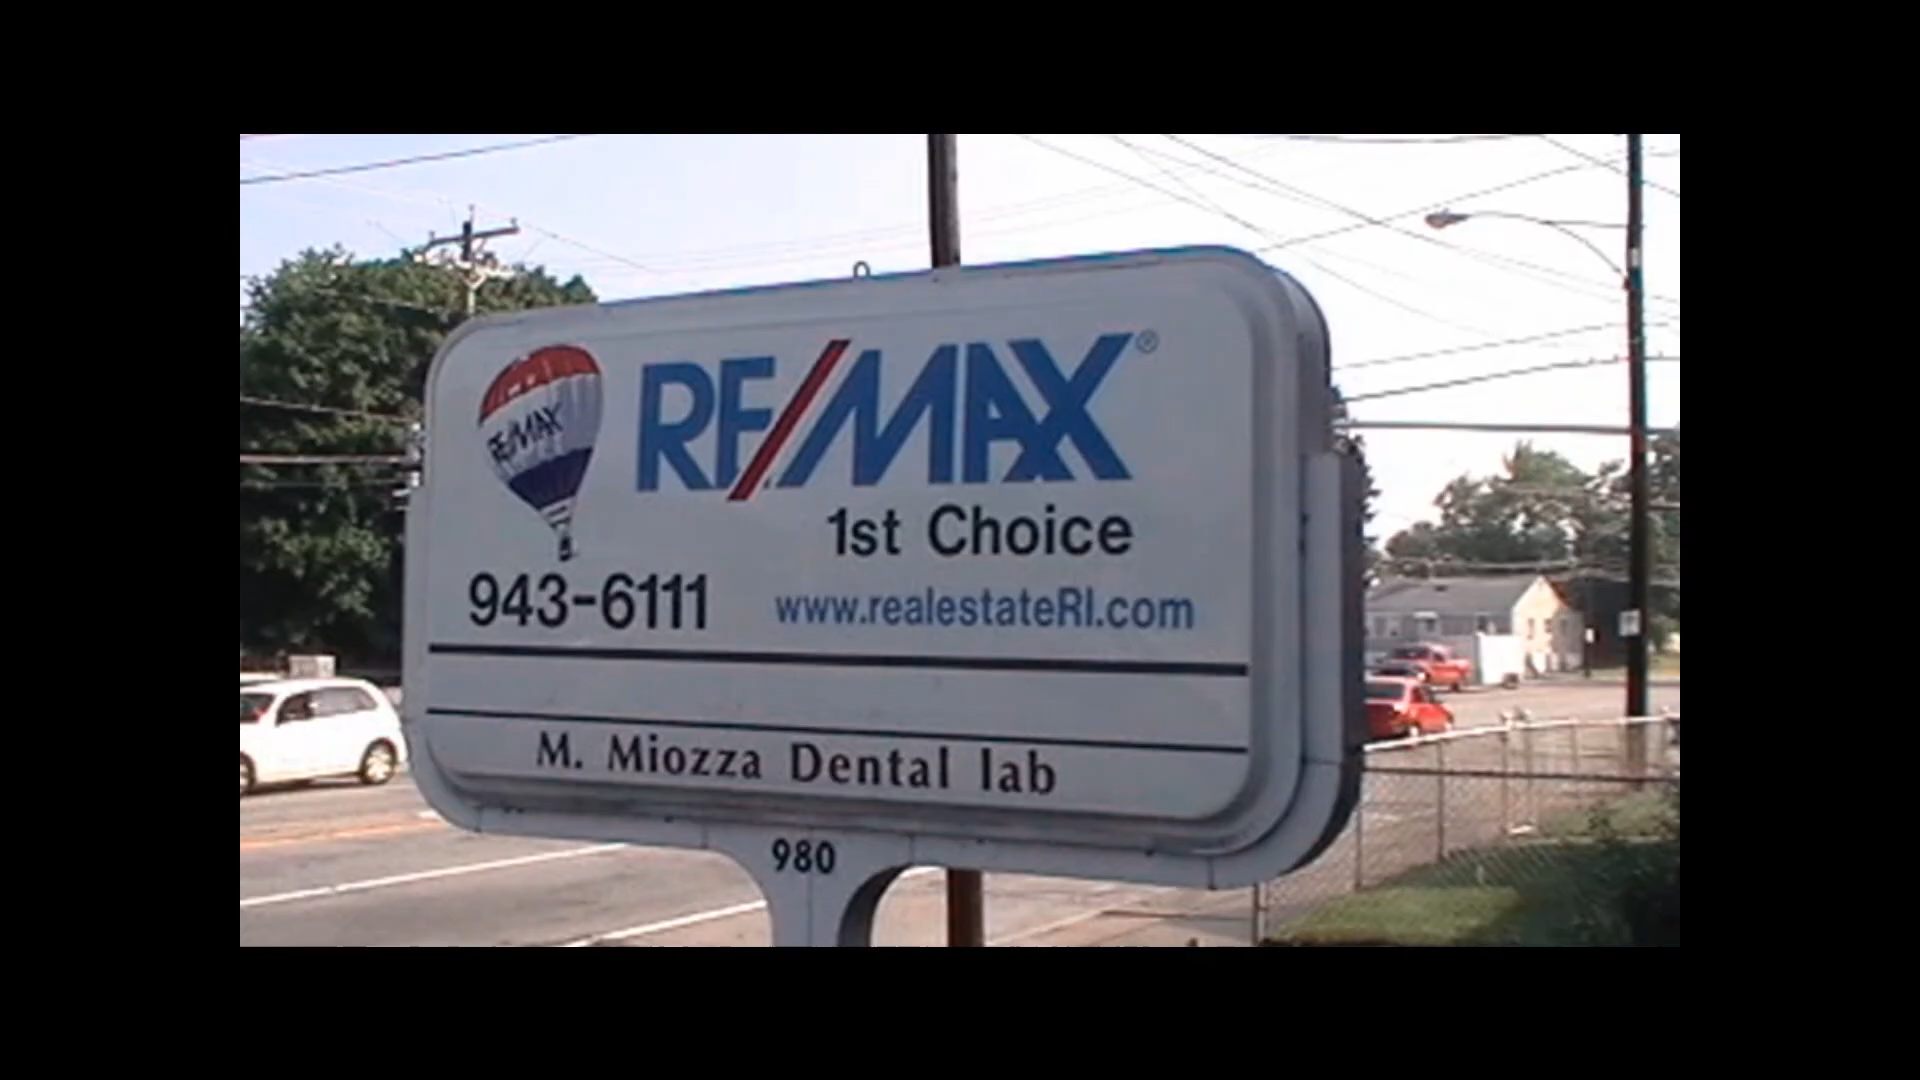 RE/MAX
RE/MAX®
1st Choice
943-6111
www.realestateRI.com
M. Miozza Dental lab
980